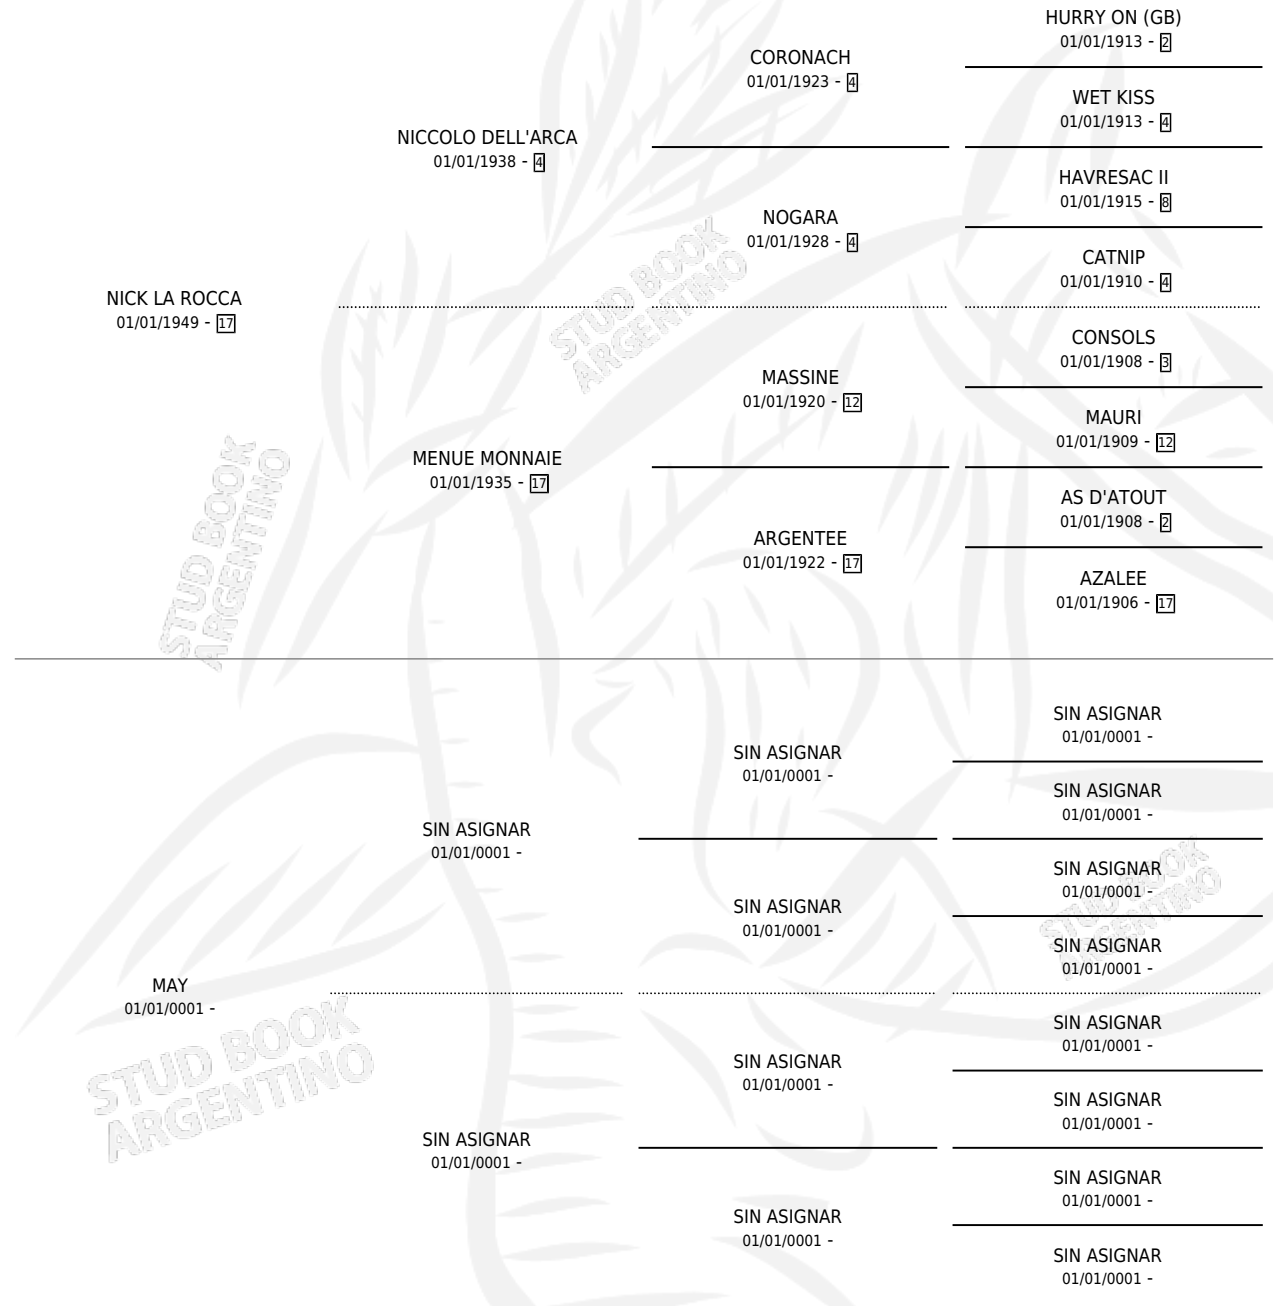 HURRY ON (GB)
01/01/1913 - 2
CORONACH
01/01/1923 - 4
WET KISS
01/01/1913 - 4
NICCOLO DELL'ARCA
01/01/1938 - 4
HAVRESAC II
01/01/1915 - 8
NOGARA
01/01/1928 - 4
CATNIP
01/01/1910 - 4
NICK LA ROCCA
01/01/1949 - 17
CONSOLS
01/01/1908 - 3
MASSINE
01/01/1920 - 12
MAURI
01/01/1909 - 12
MENUE MONNAIE
01/01/1935 - 17
AS D'ATOUT
01/01/1908 - 2
ARGENTEE
01/01/1922 - 17
AZALEE
01/01/1906 - 17
STUD BOOK
ARGENTINO
STUD BOOK
ARGENTINO
SIN ASIGNAR
01/01/0001 -
SIN ASIGNAR
01/01/0001 -
SIN ASIGNAR
01/01/0001 -
SIN ASIGNAR
01/01/0001 -
SIN ASIGNAR
01/01/0001 -
SIN ASIGNAR
01/01/0001 -
SIN ASIGNAR
01/01/0001 -
MAY
01/01/0001 -
SIN ASIGNAR
01/01/0001 -
SIN ASIGNAR
01/01/0001 -
SIN ASIGNAR
01/01/0001 -
SIN ASIGNAR
01/01/0001 -
SIN ASIGNAR
01/01/0001 -
SIN ASIGNAR
01/01/0001 -
SIN ASIGNAR
01/01/0001 -
STUD BOOK
ARGENTINO
STUD BOOK
ARGENTINO